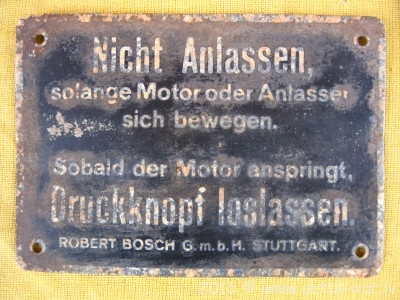 Nicht Anlassen,
solange Motor oder Anlasser
sich bewegen.
Sobald der Motor anspringt,
Druckknopf loslassen.
ROBERT BOSCH G.m.b.H. STUTTGART.